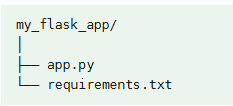 my_flask_app/
│
├── app.py
└── requirements.txt